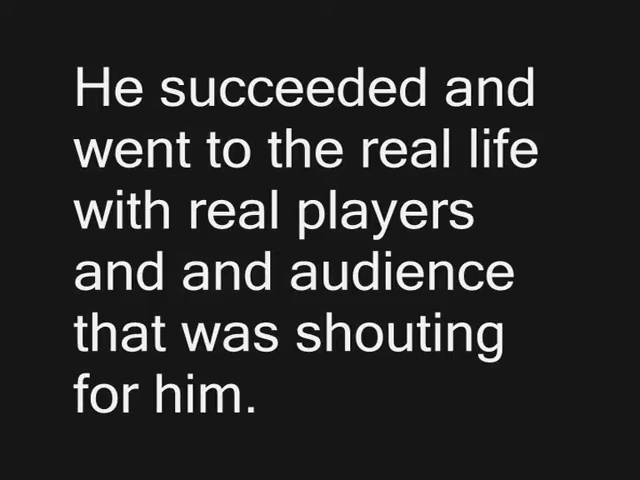 He succeeded and
went to the real life
with real players
and and audience
that was shouting
for him.